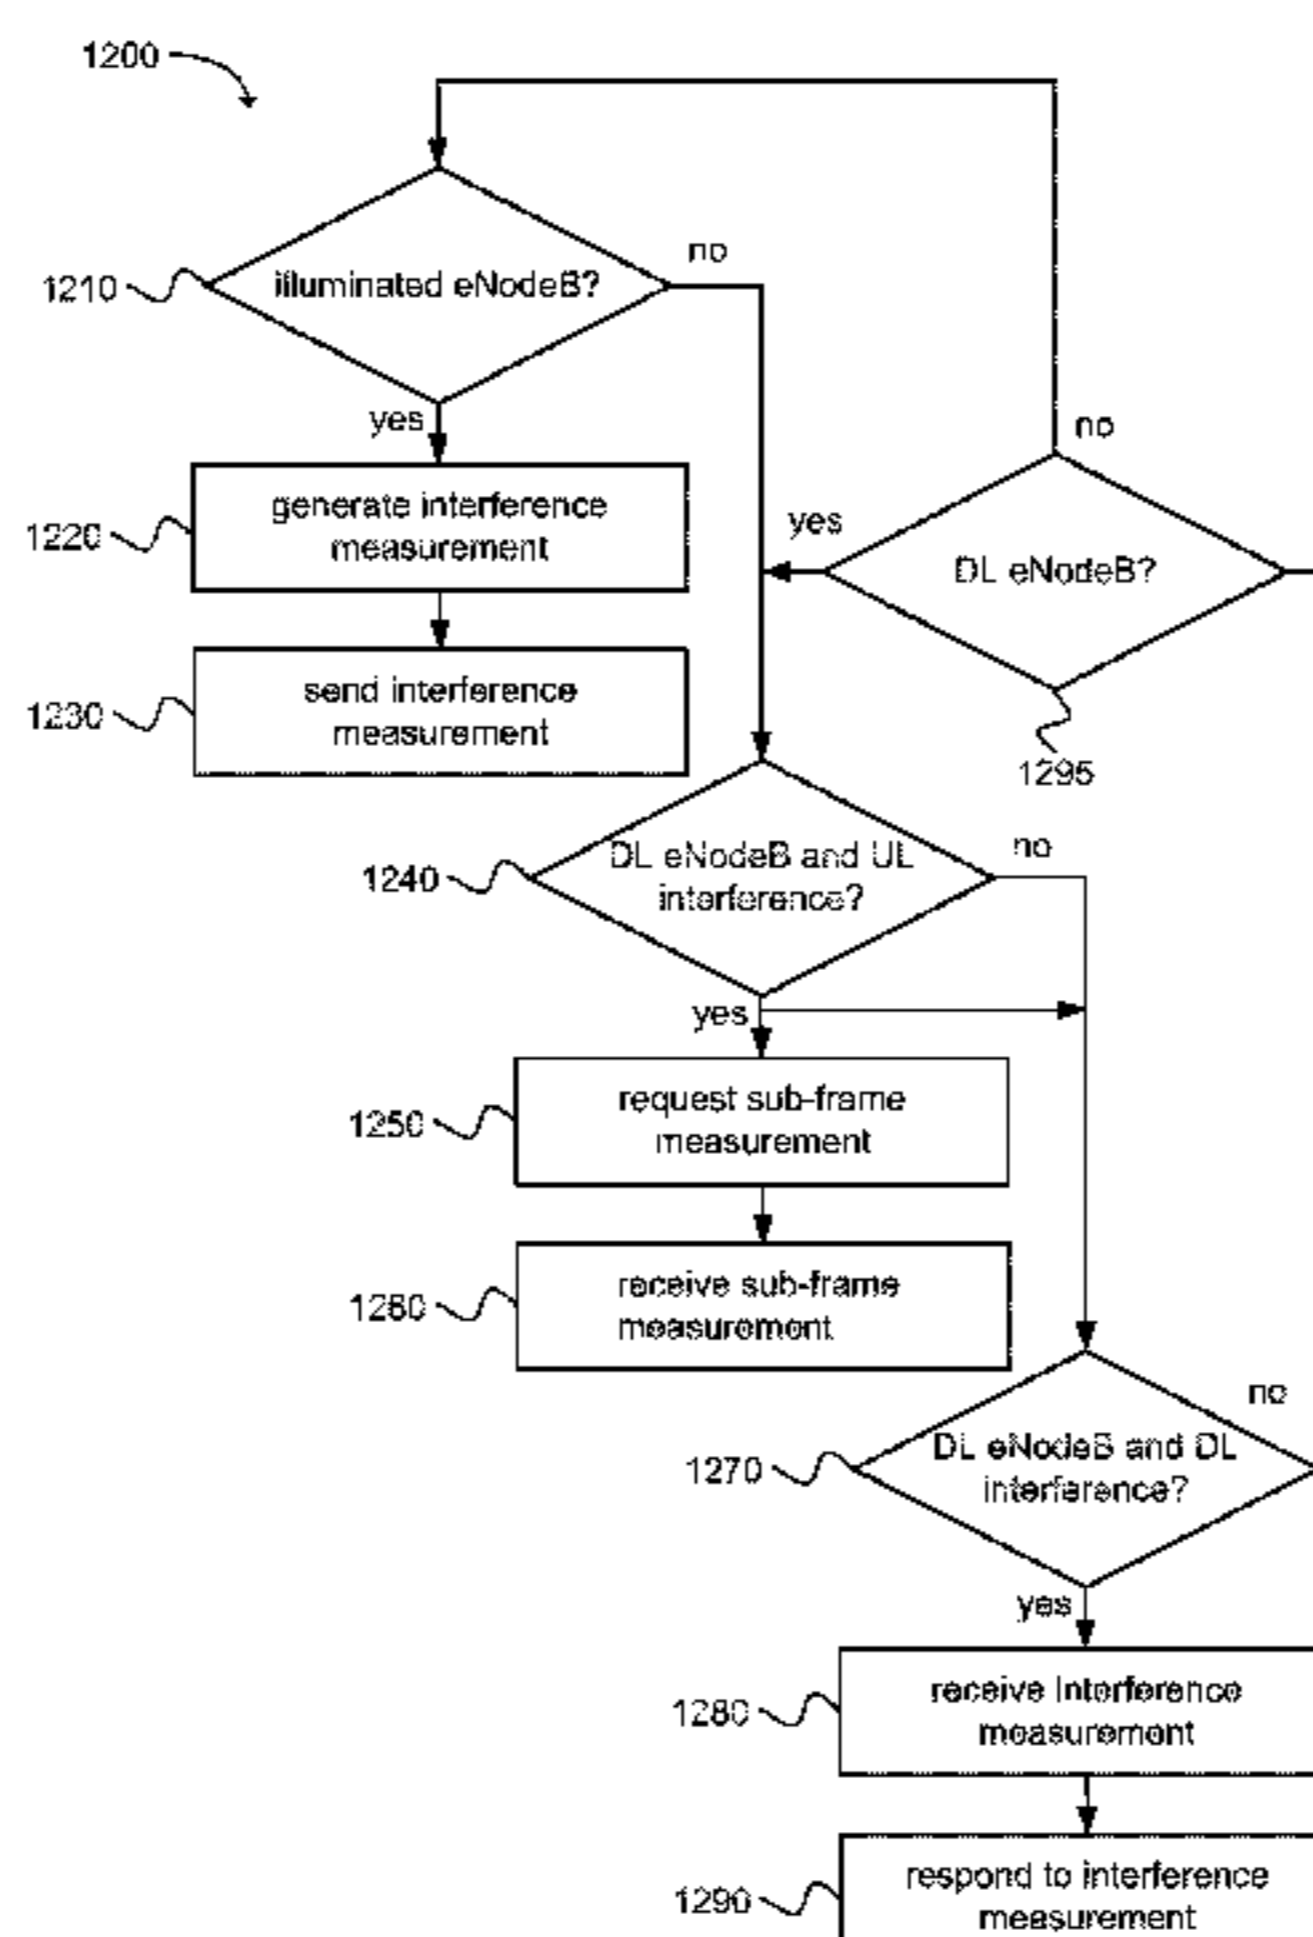 1200
no
1210
illuminated eNodeB?
yes
no
generate interference
measurement
1220
yes
DL eNodeB?
send interference
measurement
1230
1295
DL eNodeB and UL
interference?
no
1240
yes
request sub-frame
measurement
1250
receive sub-frame
measurement
1260
no
DL eNodeB and DL
interference?
1270
yes
receive interference
measurement
1280
respond to interference
measurement
1290